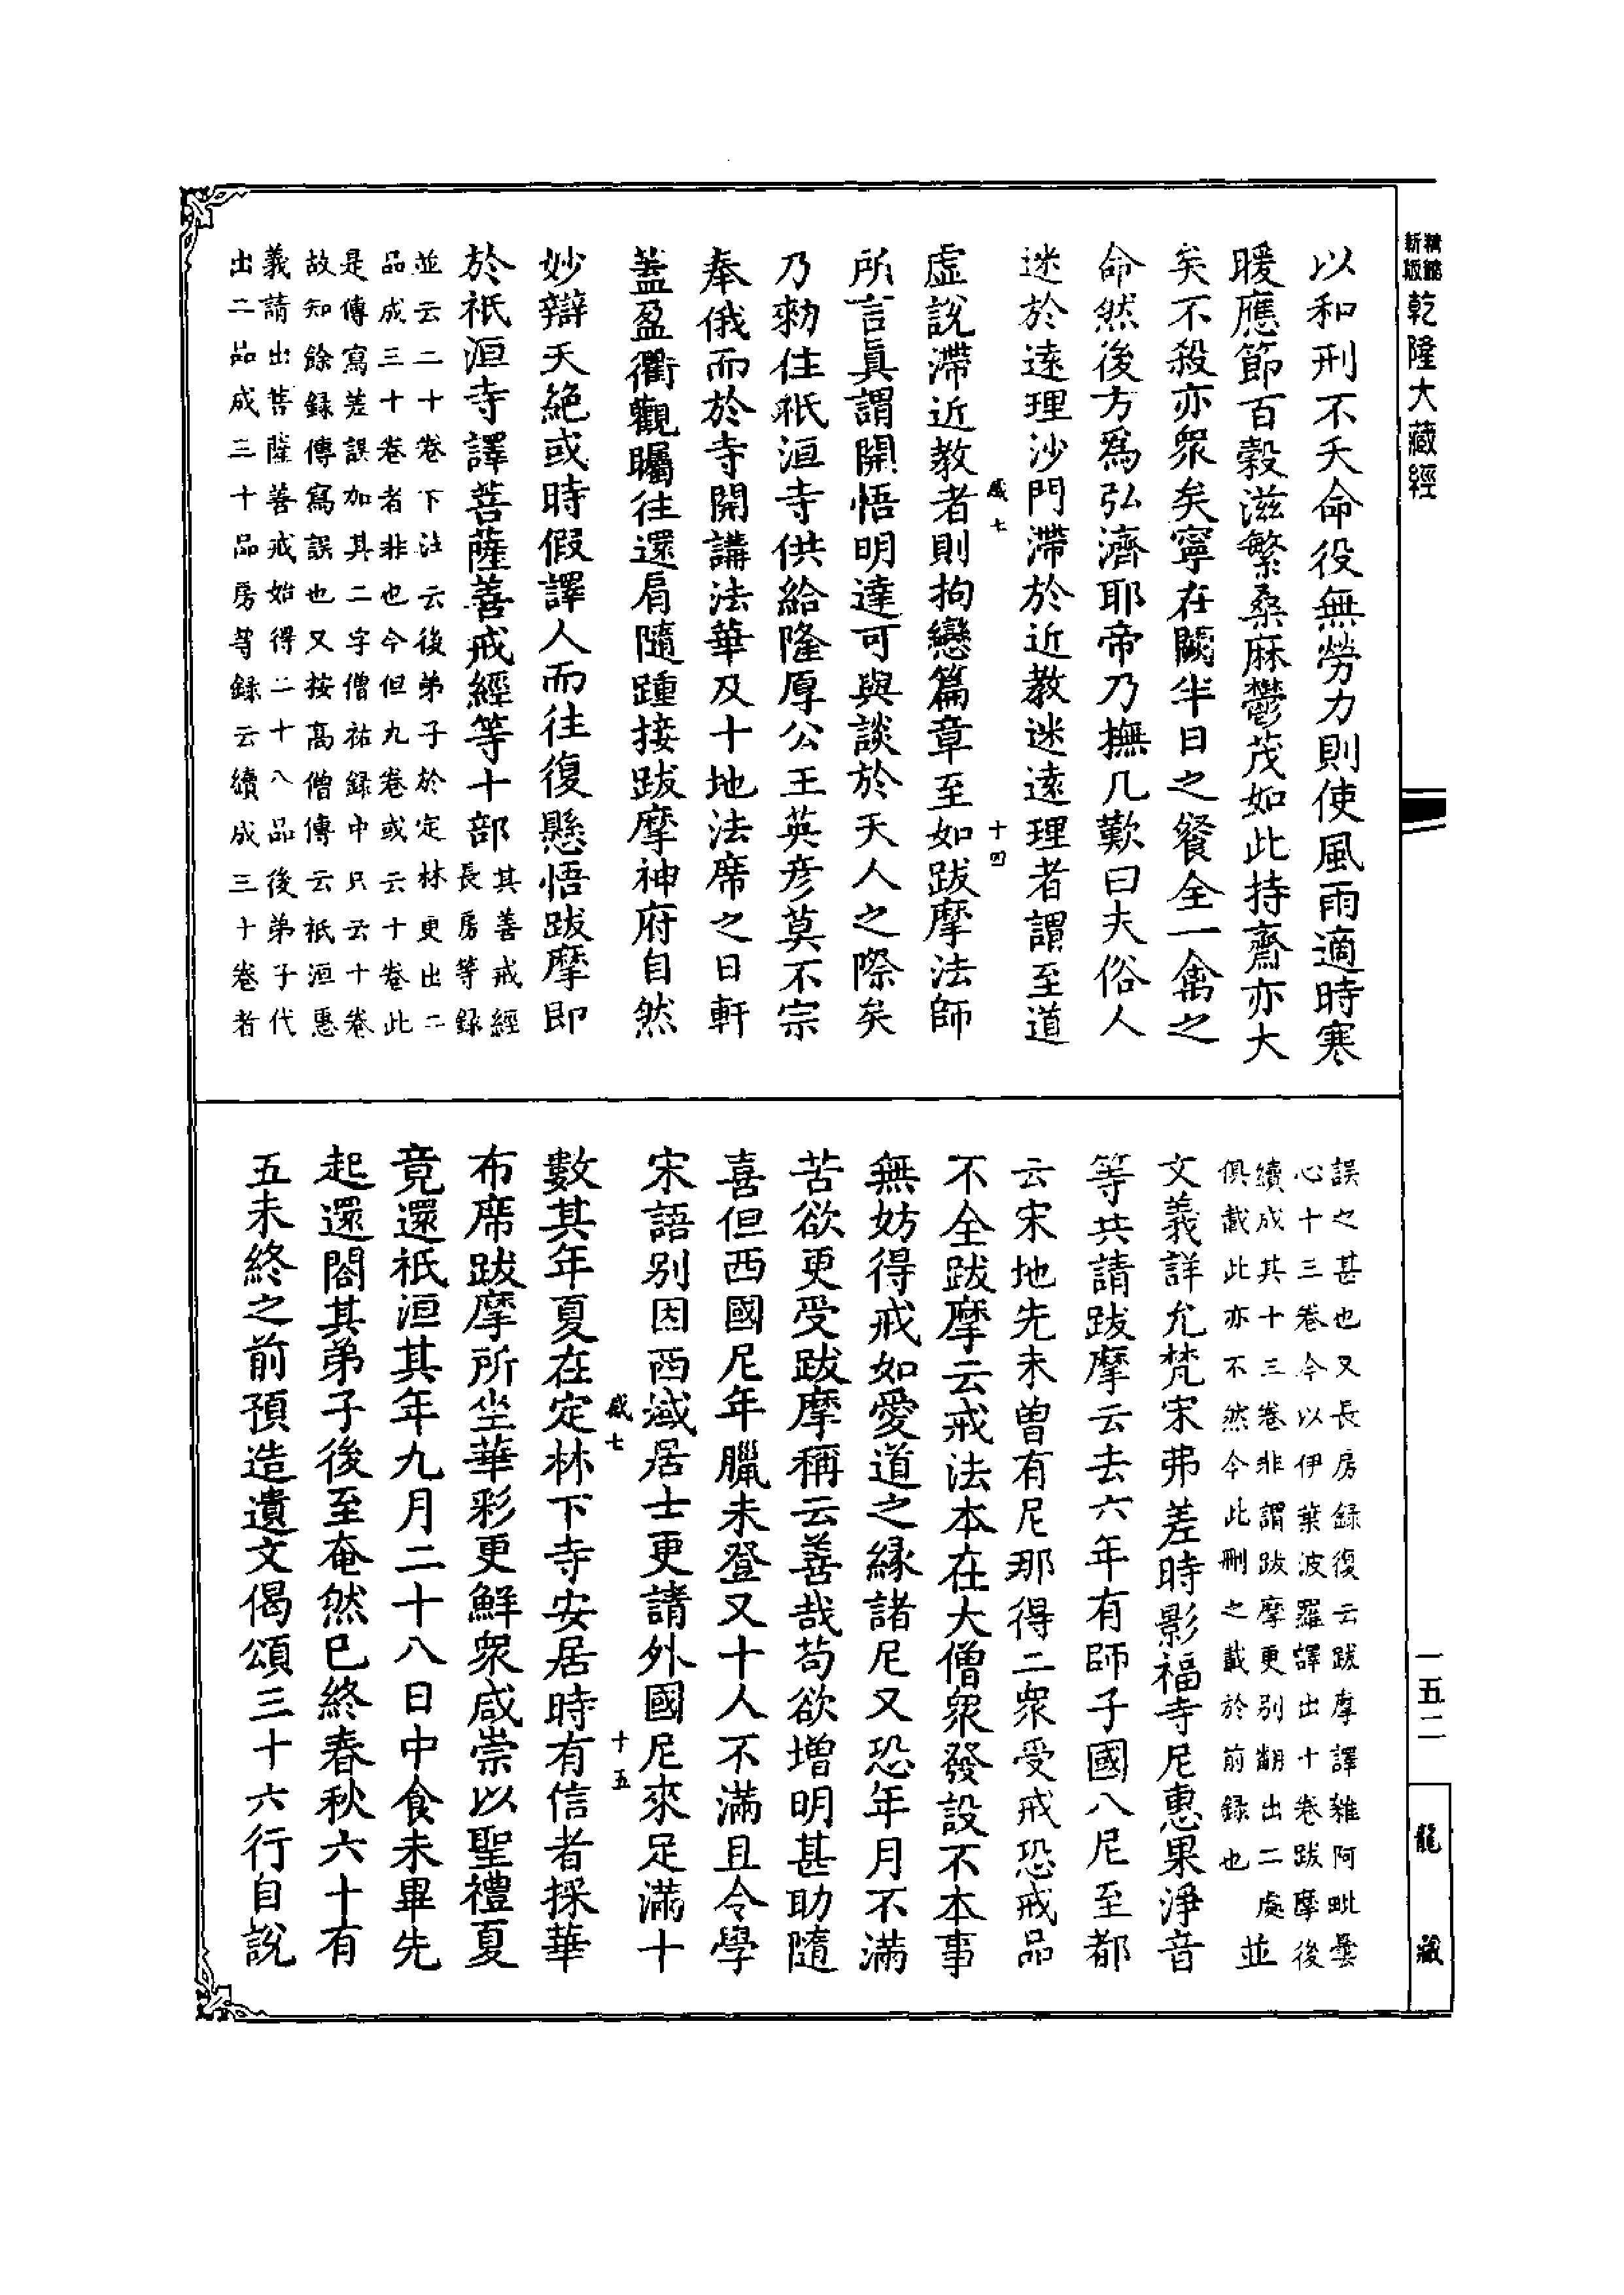 精縮
新版
乾隆大藏經
以和刑不夭命役無勞力則使風雨適時寒
暖應節百穀滋繁桑麻鬱茂如此持齋亦大
矣不殺亦衆矣寧在闕半日之餐全一禽之
命然後方爲弘濟耶帝乃撫几歎曰夫俗人
迷於遠理沙門滯於近教迷遠理者謂至道
咸七
十四
虛說滯近教者則拘戀篇章至如跋摩法師
所言眞謂開悟明達可與談於天人之際矣
乃勑住祇洹寺供給隆厚公王英彥莫不宗
奉俄而於寺開講法華及十地法席之日軒
蓋盈衢觀矚往還肩隨踵接跋摩神府自然
妙辯天絕或時假譯人而往復懸悟跋摩即
於祇洹寺譯菩薩善戒經等十部
其善戒經
長房等録
並云二十卷下注云後弟子於定林更出二
品成三十卷者非也今但九卷或云十卷此
是傳寫差誤加其二字僧祐録中只云十卷
故知餘録傳寫誤也又按高僧傳云祇洹惠
義請出菩薩善戒始得二十八品後弟子代
出二品成三十品房等録云續成三十卷者
誤之甚也又長房録復云跋摩譯雜阿毗曇
心十三卷今以伊葉波羅譯出十卷跋摩後
續成其十三卷非謂跋摩更別翻出二處並
俱載此亦不然今此刪之載於前録也
文義詳允梵宋弗差時影福寺尼惠果淨音
等共請跋摩云去六年有師子國八尼至都
云宋地先未曾有尼那得二衆受戒恐戒品
不全跋摩云戒法本在大僧衆發設不本事
無妨得戒如愛道之緣諸尼又恐年月不滿
苦欲更受跋摩稱云善哉苟欲增明甚助隨
喜但西國尼年臘未登又十人不滿且令學
宋語別因西域居士更請外國尼來足滿十
咸七
十五
數其年夏在定林下寺安居時有信者採華
布席跋摩所坐華彩更鮮衆咸崇以聖禮夏
竟還祇洹其年九月二十八日中食未畢先
起還閤其弟子後至奄然已終春秋六十有
五未終之前預造遺文偈頌三十六行自說
一五二
龍藏